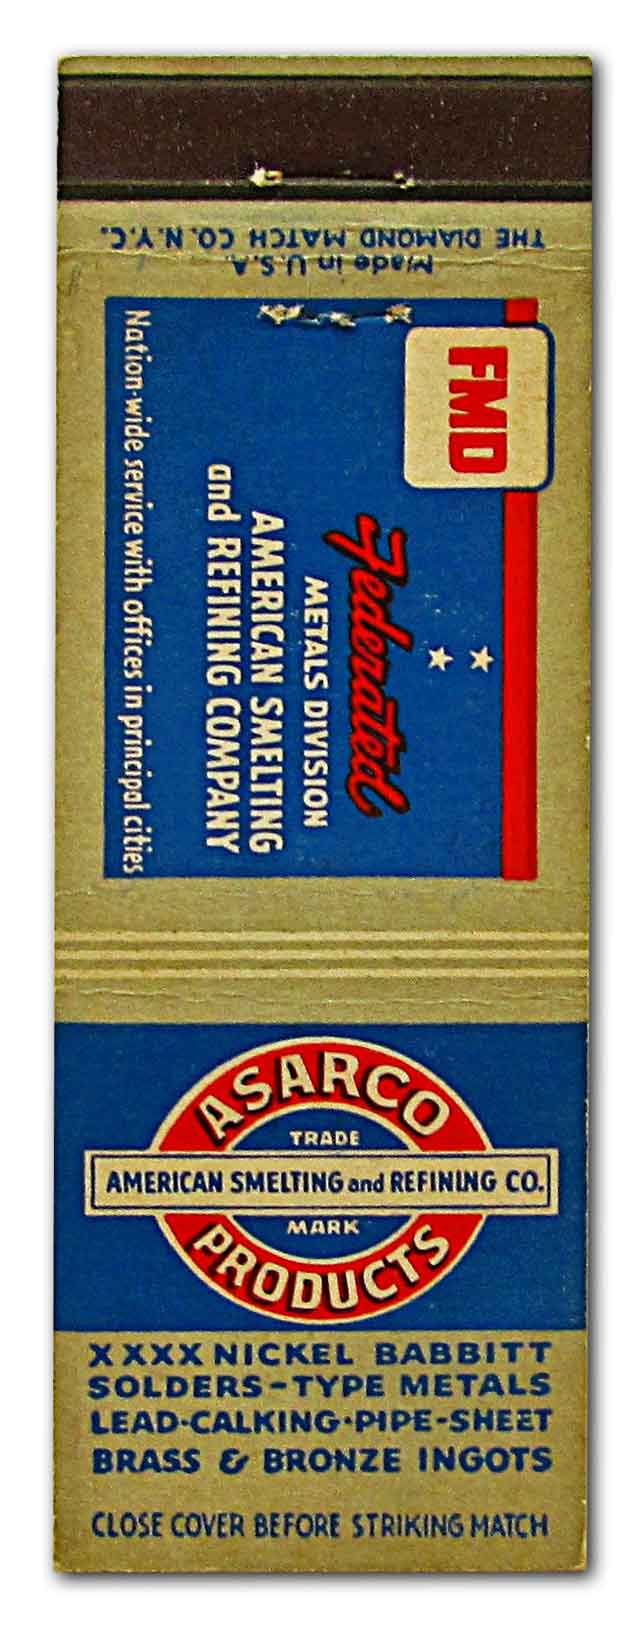 THE DIAMOND MATCH CO. N.Y.C.
Made in U.S.A.
FMD
Federated
METALS DIVISION
AMERICAN SMELTING
and REFINING COMPANY
Nation-wide service with offices in principal cities
ASARCO
TRADE
AMERICAN SMELTING and REFINING CO.
MARK
PRODUCTS
XXXX NICKEL BABBITT
SOLDERS-TYPE METALS
LEAD-CALKING-PIPE-SHEET
BRASS & BRONZE INGOTS
CLOSE COVER BEFORE STRIKING MATCH